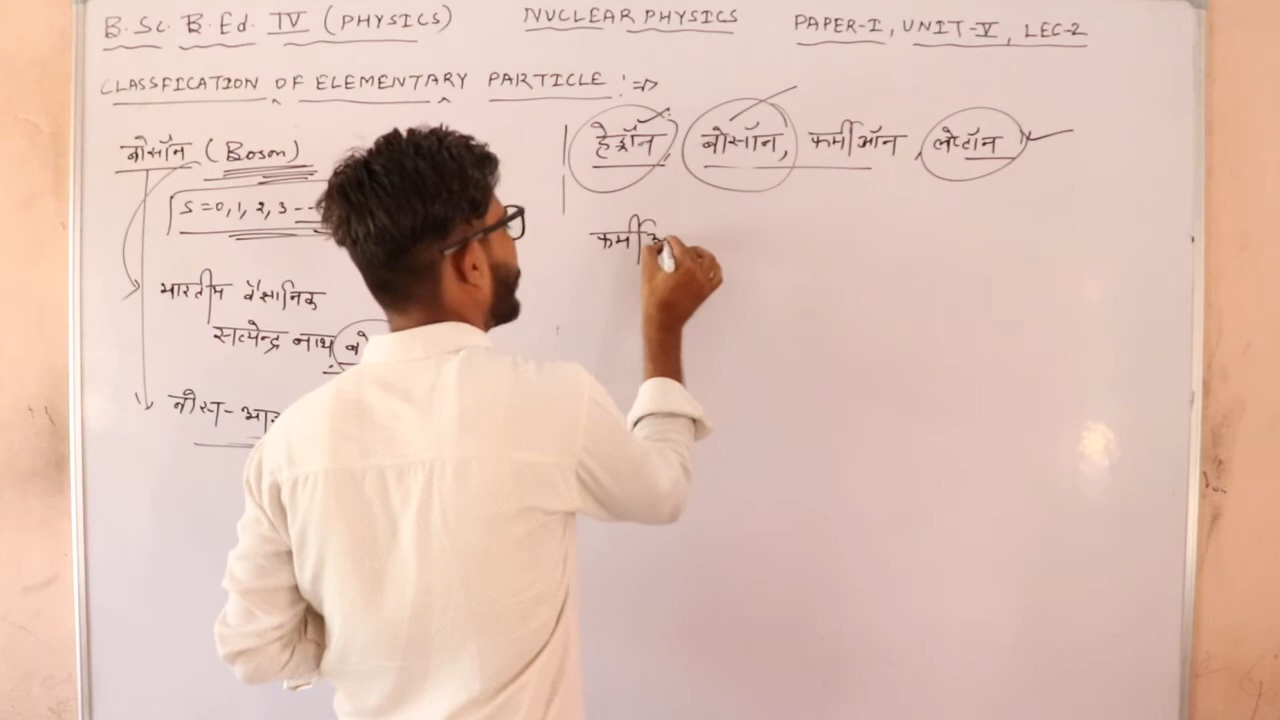 B.Sc. B.Ed. IV (PHYSICS)
NUCLEAR PHYSICS
PAPER-I, UNIT-V, LEC-2
CLASSFICATION OF ELEMENTARY PARTICLE :⇒
बोसॉन (Boson)
S = 0, 1, 2, 3 ---
भारतीय वैज्ञानिक
सत्येन्द्र नाथ बो
हेड्रॉन, बोसॉन, फर्मीऑन, लेप्टॉन
फर्मीअ